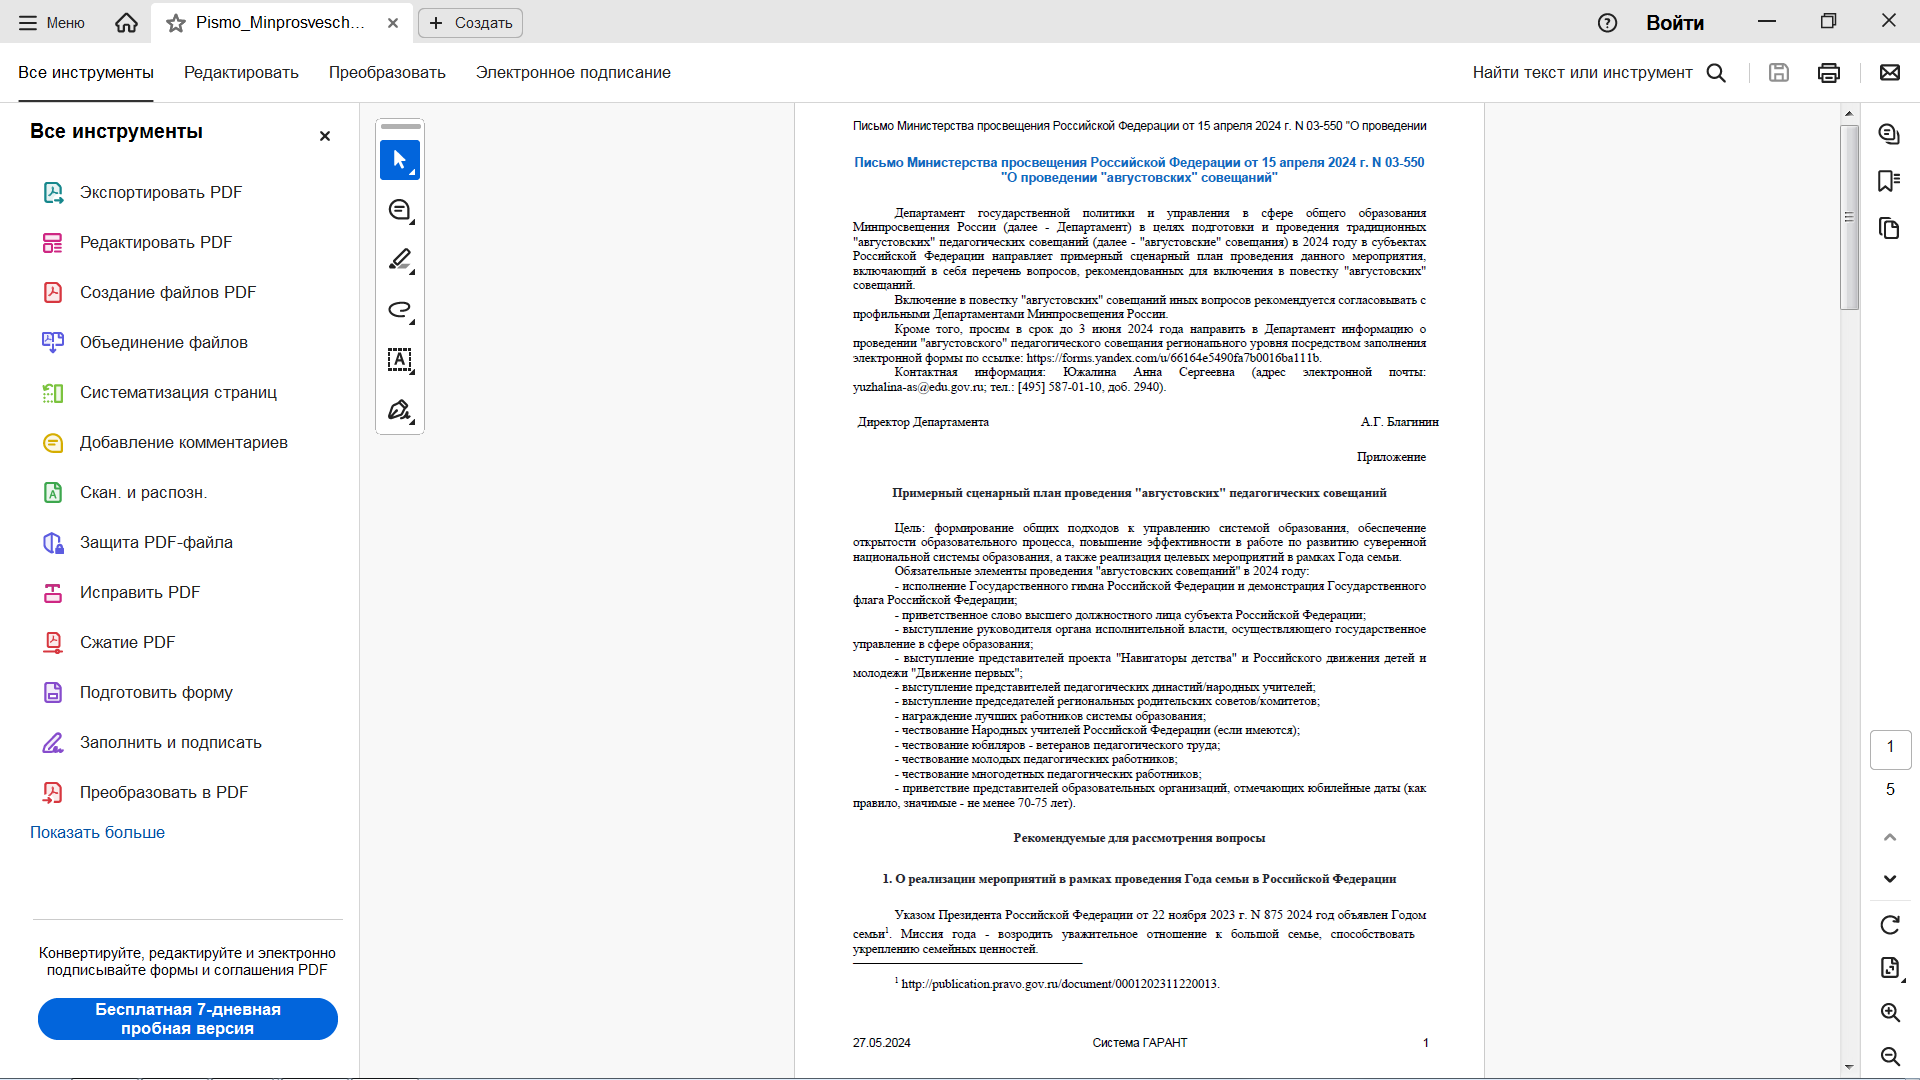 Меню
Pismo_Minprosvesch...
Создать
Войти
Все инструменты
Редактировать
Преобразовать
Электронное подписание
Найти текст или инструмент
Все инструменты
Экспортировать PDF
Редактировать PDF
Создание файлов PDF
Объединение файлов
Систематизация страниц
Добавление комментариев
Скан. и распозн.
Защита PDF-файла
Исправить PDF
Сжатие PDF
Подготовить форму
Заполнить и подписать
Преобразовать в PDF
Показать больше
Конвертируйте, редактируйте и электронно
подписывайте формы и соглашения PDF
Бесплатная 7-дневная
пробная версия
Письмо Министерства просвещения Российской Федерации от 15 апреля 2024 г. N 03-550 "О проведении
Письмо Министерства просвещения Российской Федерации от 15 апреля 2024 г. N 03-550
"О проведении "августовских" совещаний"
Департамент государственной политики и управления в сфере общего образования
Минпросвещения России (далее - Департамент) в целях подготовки и проведения традиционных
"августовских" педагогических совещаний (далее - "августовские" совещания) в 2024 году в субъектах
Российской Федерации направляет примерный сценарный план проведения данного мероприятия,
включающий в себя перечень вопросов, рекомендованных для включения в повестку "августовских"
совещаний.
Включение в повестку "августовских" совещаний иных вопросов рекомендуется согласовывать с
профильными Департаментами Минпросвещения России.
Кроме того, просим в срок до 3 июня 2024 года направить в Департамент информацию о
проведении "августовского" педагогического совещания регионального уровня посредством заполнения
электронной формы по ссылке: https://forms.yandex.com/u/66164e5490fa7b0016ba111b.
Контактная информация: Южалина Анна Сергеевна (адрес электронной почты:
yuzhalina-as@edu.gov.ru; тел.: [495] 587-01-10, доб. 2940).
Директор Департамента
А.Г. Благинин
Приложение
Примерный сценарный план проведения "августовских" педагогических совещаний
Цель: формирование общих подходов к управлению системой образования, обеспечение
открытости образовательного процесса, повышение эффективности в работе по развитию суверенной
национальной системы образования, а также реализация целевых мероприятий в рамках Года семьи.
Обязательные элементы проведения "августовских совещаний" в 2024 году:
- исполнение Государственного гимна Российской Федерации и демонстрация Государственного
флага Российской Федерации;
- приветственное слово высшего должностного лица субъекта Российской Федерации;
- выступление руководителя органа исполнительной власти, осуществляющего государственное
управление в сфере образования;
- выступление представителей проекта "Навигаторы детства" и Российского движения детей и
молодежи "Движение первых";
- выступление представителей педагогических династий/народных учителей;
- выступление председателей региональных родительских советов/комитетов;
- награждение лучших работников системы образования;
- чествование Народных учителей Российской Федерации (если имеются);
- чествование юбиляров - ветеранов педагогического труда;
- чествование молодых педагогических работников;
- чествование многодетных педагогических работников;
- приветствие представителей образовательных организаций, отмечающих юбилейные даты (как
правило, значимые - не менее 70-75 лет).
Рекомендуемые для рассмотрения вопросы
1. О реализации мероприятий в рамках проведения Года семьи в Российской Федерации
Указом Президента Российской Федерации от 22 ноября 2023 г. N 875 2024 год объявлен Годом
семьи1. Миссия года - возродить уважительное отношение к большой семье, способствовать
укреплению семейных ценностей.
1 http://publication.pravo.gov.ru/document/0001202311220013.
27.05.2024
Система ГАРАНТ
1
1
5